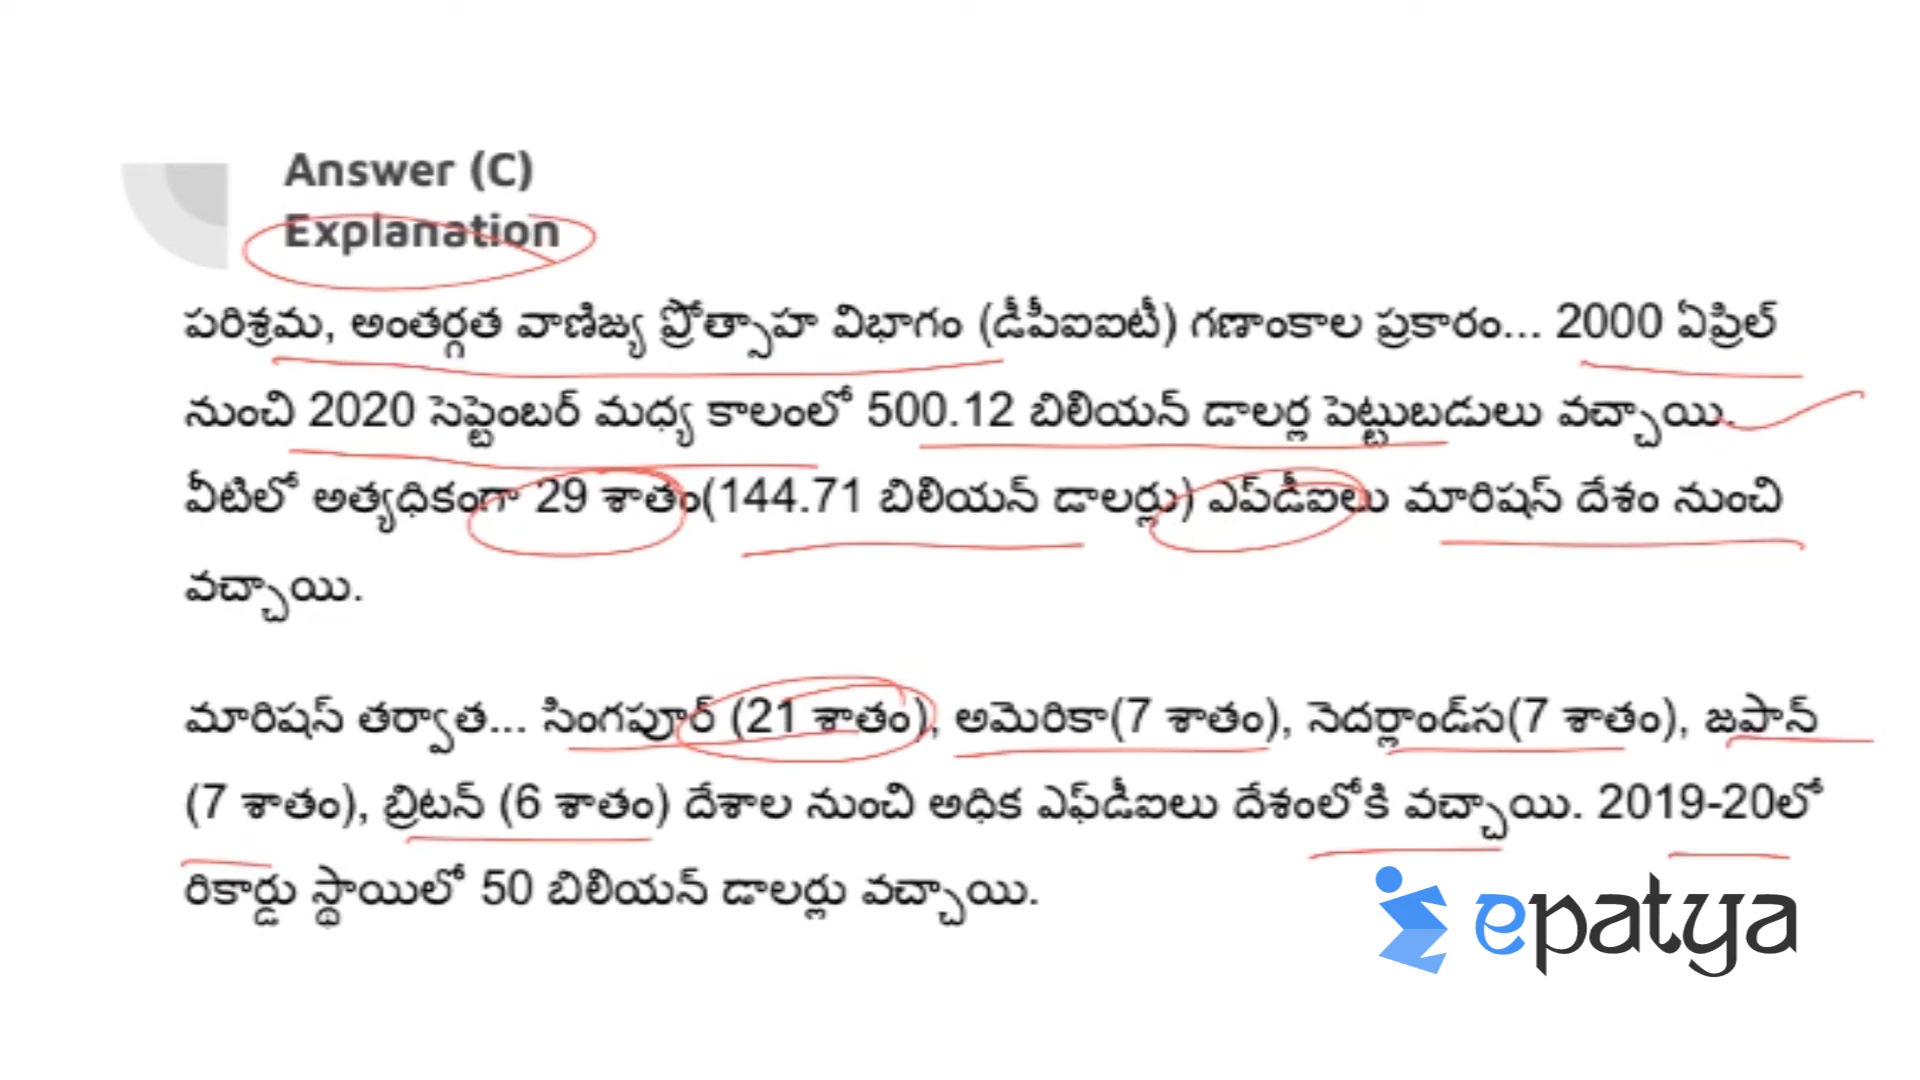 Answer (C)
Explanation
పరిశ్రమ, అంతర్గత వాణిజ్య ప్రోత్సాహ విభాగం (డీపీఐఐటీ) గణాంకాల ప్రకారం... 2000 ఏప్రిల్
నుంచి 2020 సెప్టెంబర్ మధ్య కాలంలో 500.12 బిలియన్ డాలర్ల పెట్టుబడులు వచ్చాయి.
వీటిలో అత్యధికంగా 29 శాతం(144.71 బిలియన్ డాలర్లు) ఎఫ్‌డీఐలు మారిషస్ దేశం నుంచి
వచ్చాయి.
మారిషస్ తర్వాత... సింగపూర్ (21 శాతం), అమెరికా(7 శాతం), నెదర్లాండ్‌స(7 శాతం), జపాన్
(7 శాతం), బ్రిటన్ (6 శాతం) దేశాల నుంచి అధిక ఎఫ్‌డీఐలు దేశంలోకి వచ్చాయి. 2019-20లో
రికార్డు స్థాయిలో 50 బిలియన్ డాలర్లు వచ్చాయి.
epatya